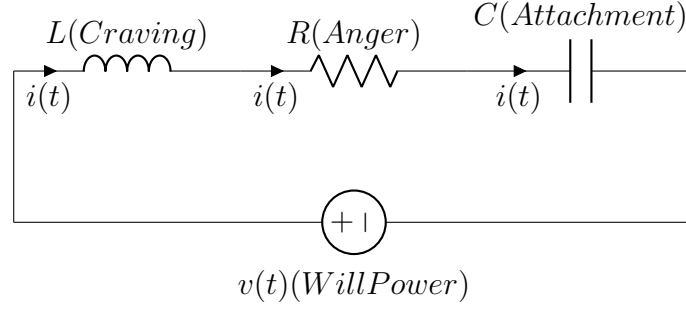 C(Attachment)
L(Craving)
R(Anger)
i(t)
i(t)
i(t)
+ −
v(t)(WillPower)